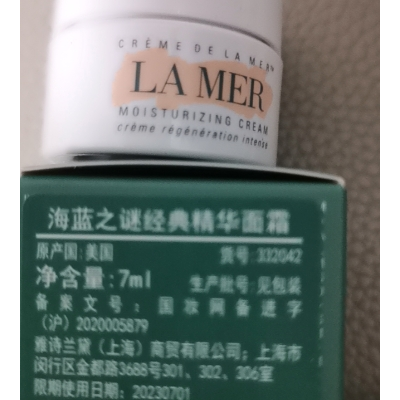 CRÈME DE LA MER™
LA MER
MOISTURIZING CREAM
crème régénération intense
海蓝之谜经典精华面霜
原产国:美国 货号:332042
净含量:7ml 生产批号:见包装
备案文号:国妆网备进字
(沪)2020005879
雅诗兰黛(上海)商贸有限公司;上海市
闵行区金都路3688号301、302、306室
限期使用日期:20230701